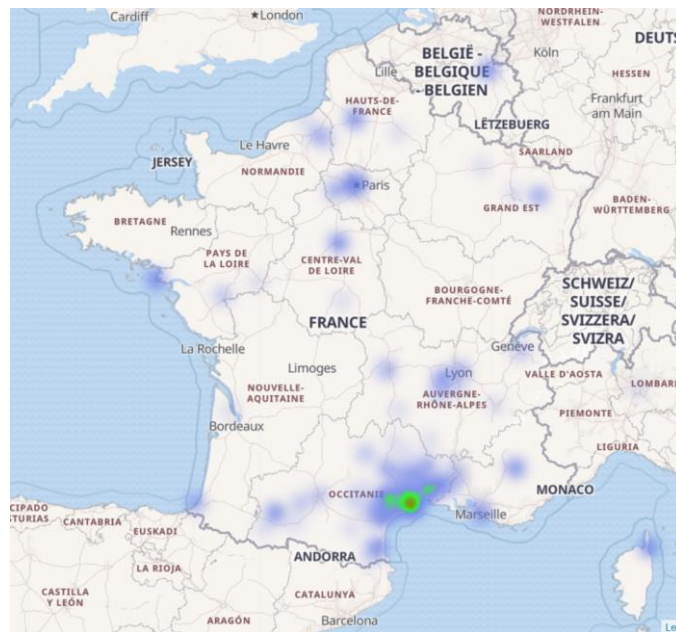 NORDRHEIN-
WESTFALEN
Cardiff
London
DEUTS
BELGIË -
BELGIQUE
- BELGIEN
Köln
Lille
HESSEN
HAUTS-DE-
FRANCE
Frankfurt
am Main
LËTZEBUERG
Le Havre
SAARLAND
JERSEY
NORMANDIE
Paris
GRAND EST
BADEN-
WÜRTTEMBERG
BRETAGNE
Rennes
PAYS DE
LA LOIRE
CENTRE-VAL
DE LOIRE
BOURGOGNE-
FRANCHE-COMTÉ
SCHWEIZ/
SUISSE/
SVIZZERA/
SVIZRA
FRANCE
La Rochelle
Genève
Limoges
Lyon
VALLE D'AOSTA
LOMBAR
NOUVELLE-
AQUITAINE
AUVERGNE-
RHÔNE-ALPES
PIEMONTE
Bordeaux
LIGURIA
OCCITANIE
MONACO
Marseille
CIPADO
STURIAS
CANTABRIA
EUSKADI
ANDORRA
LA RIOJA
CASTILLA
Y LEÓN
CATALUNYA
ARAGÓN
Barcelona
Le